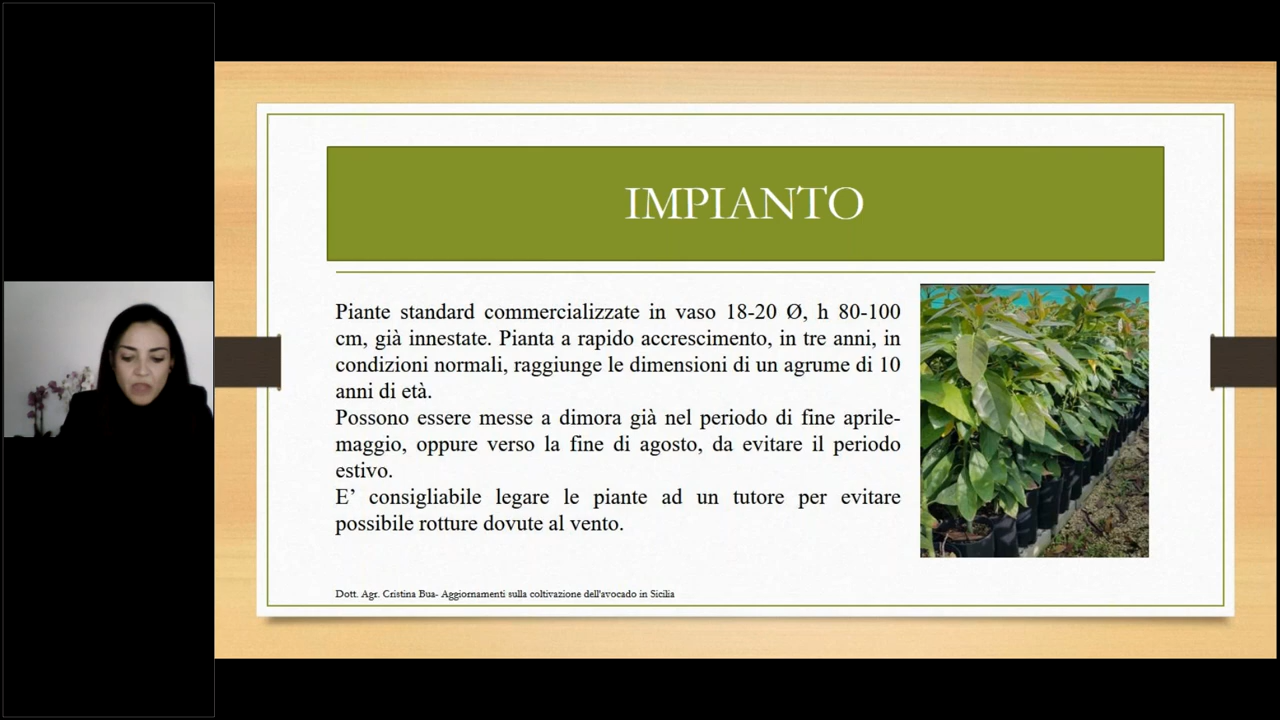 IMPIANTO
Piante standard commercializzate in vaso 18-20 Ø, h 80-100
cm, già innestate. Pianta a rapido accrescimento, in tre anni, in
condizioni normali, raggiunge le dimensioni di un agrume di 10
anni di età.
Possono essere messe a dimora già nel periodo di fine aprile-
maggio, oppure verso la fine di agosto, da evitare il periodo
estivo.
E’ consigliabile legare le piante ad un tutore per evitare
possibile rotture dovute al vento.
Dott. Agr. Cristina Bua- Aggiornamenti sulla coltivazione dell'avocado in Sicilia